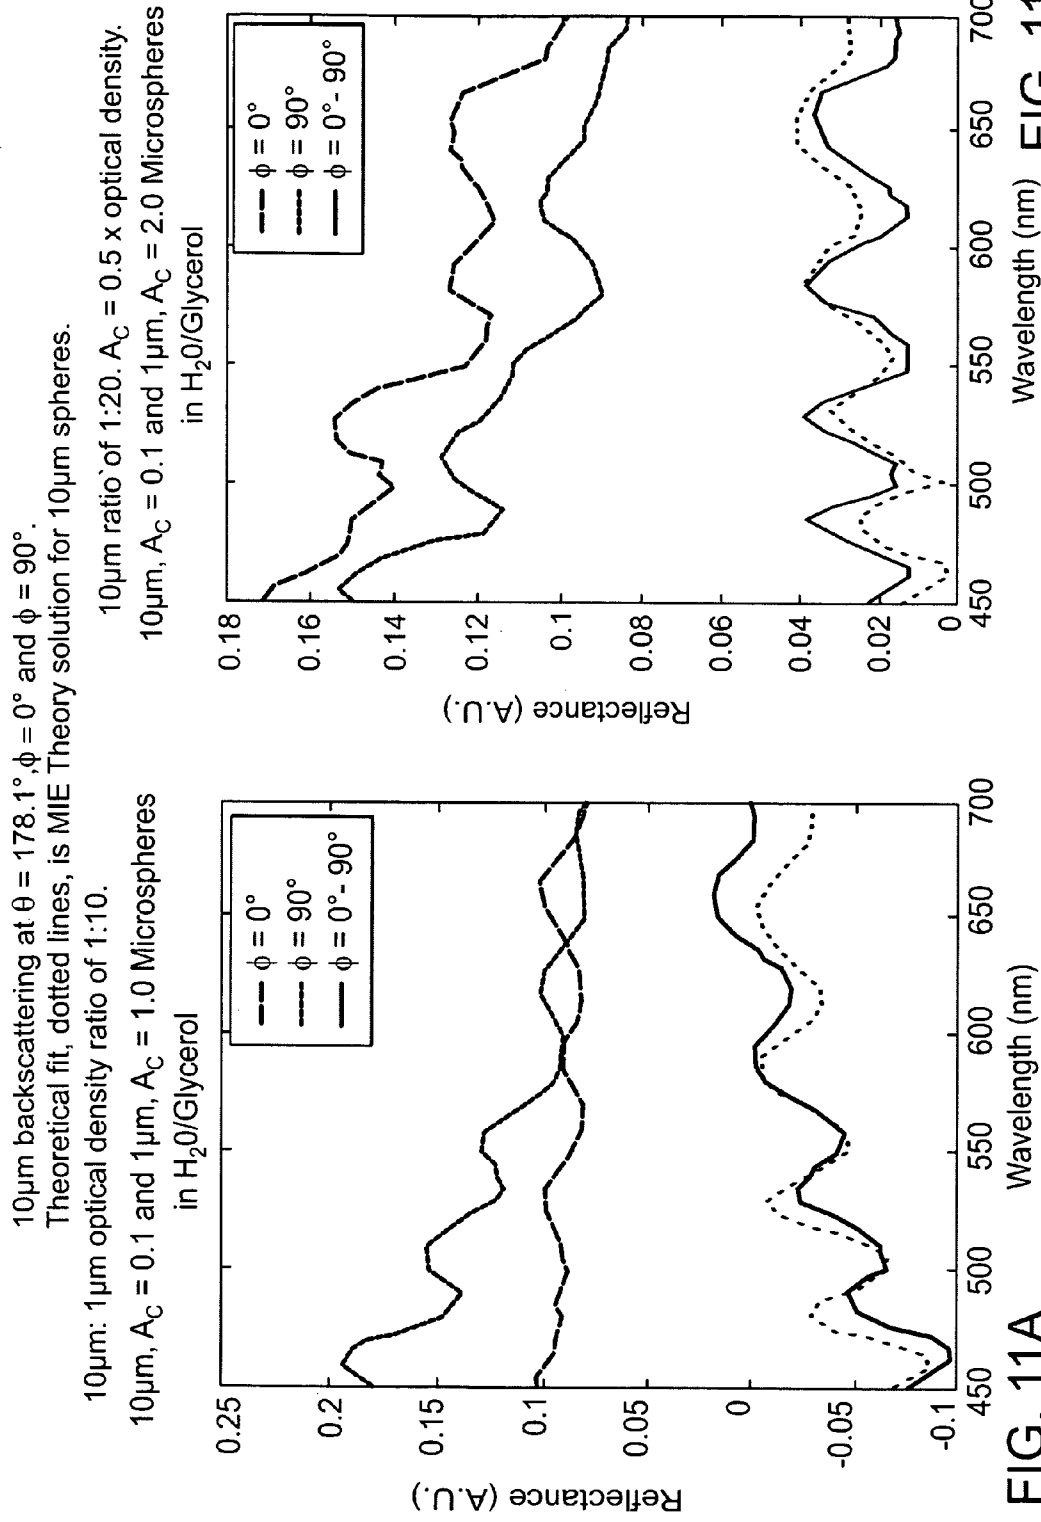 10µm backscattering at θ = 178.1°,ϕ = 0° and ϕ = 90°.
Theoretical fit, dotted lines, is MIE Theory solution for 10µm spheres.
10µm: 1µm optical density ratio of 1:10.
10µm, A_C = 0.1 and 1µm, A_C = 1.0 Microspheres
in H₂0/Glycerol
ϕ = 0°
ϕ = 90°
ϕ = 0°- 90°
0.25
0.2
0.15
0.1
0.05
0
-0.05
-0.1
Reflectance (A.U.)
450
500
550
600
650
700
Wavelength (nm)
FIG. 11A
10µm ratio of 1:20. A_C = 0.5 x optical density.
10µm, A_C = 0.1 and 1µm, A_C = 2.0 Microspheres
in H₂0/Glycerol
ϕ = 0°
ϕ = 90°
ϕ = 0°- 90°
0.18
0.16
0.14
0.12
0.1
0.08
0.06
0.04
0.02
0
Reflectance (A.U.)
450
500
550
600
650
700
Wavelength (nm)
FIG. 11